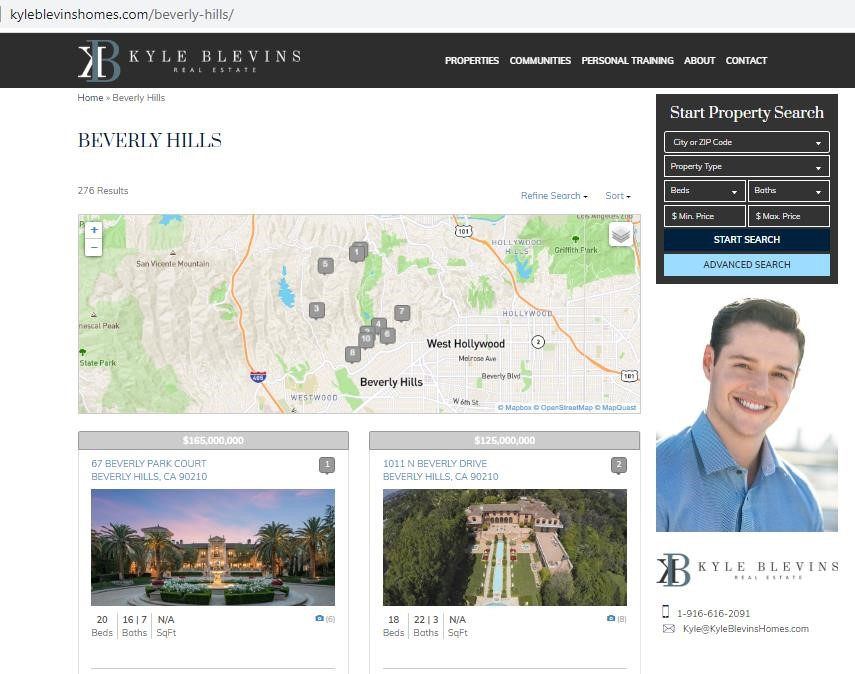 kyleblevinshomes.com/beverly-hills/
KB KYLE BLEVINS
REAL ESTATE
PROPERTIES COMMUNITIES PERSONAL TRAINING ABOUT CONTACT
Home » Beverly Hills
BEVERLY HILLS
276 Results
Refine Search Sort
+
−
San Vicente Mountain
nescal Peak
State Park
405
WESTWOOD
101
HOLLYWOOD
HILLS
Los Angeles Zoo
Griffith Park
HOLLYWOOD
2
West Hollywood
Melrose Ave
Beverly Blvd
101
Beverly Hills
W 6th St
1
5
3
7
4
2
6
10
8
© Mapbox © OpenStreetMap © MapQuest
$165,000,000
67 BEVERLY PARK COURT
BEVERLY HILLS, CA 90210
1
20 16 | 7 N/A
Beds Baths SqFt
(6)
$125,000,000
1011 N BEVERLY DRIVE
BEVERLY HILLS, CA 90210
2
18 22 | 3 N/A
Beds Baths SqFt
(8)
Start Property Search
City or ZIP Code
Property Type
Beds Baths
$ Min. Price $ Max. Price
START SEARCH
ADVANCED SEARCH
KB KYLE BLEVINS
REAL ESTATE
1-916-616-2091
Kyle@KyleBlevinsHomes.com